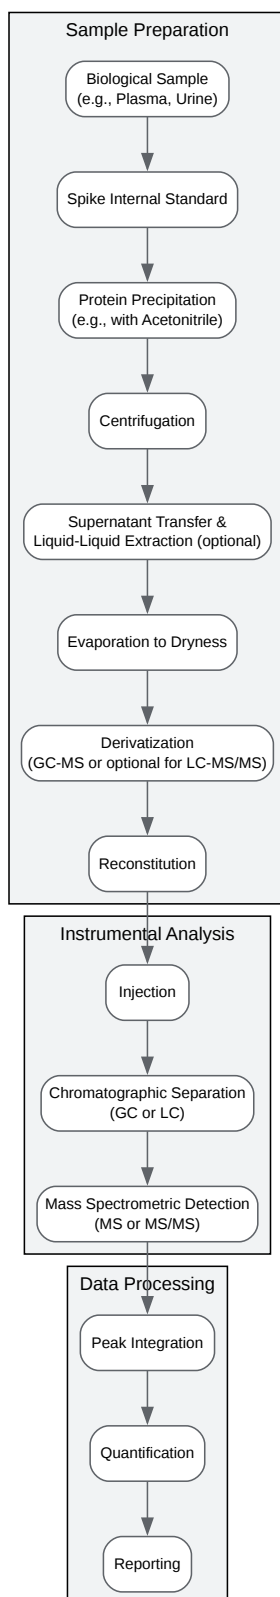 Sample Preparation
Biological Sample
(e.g., Plasma, Urine)
Spike Internal Standard
Protein Precipitation
(e.g., with Acetonitrile)
Centrifugation
Supernatant Transfer &
Liquid-Liquid Extraction (optional)
Evaporation to Dryness
Derivatization
(GC-MS or optional for LC-MS/MS)
Reconstitution
Instrumental Analysis
Injection
Chromatographic Separation
(GC or LC)
Mass Spectrometric Detection
(MS or MS/MS)
Data Processing
Peak Integration
Quantification
Reporting